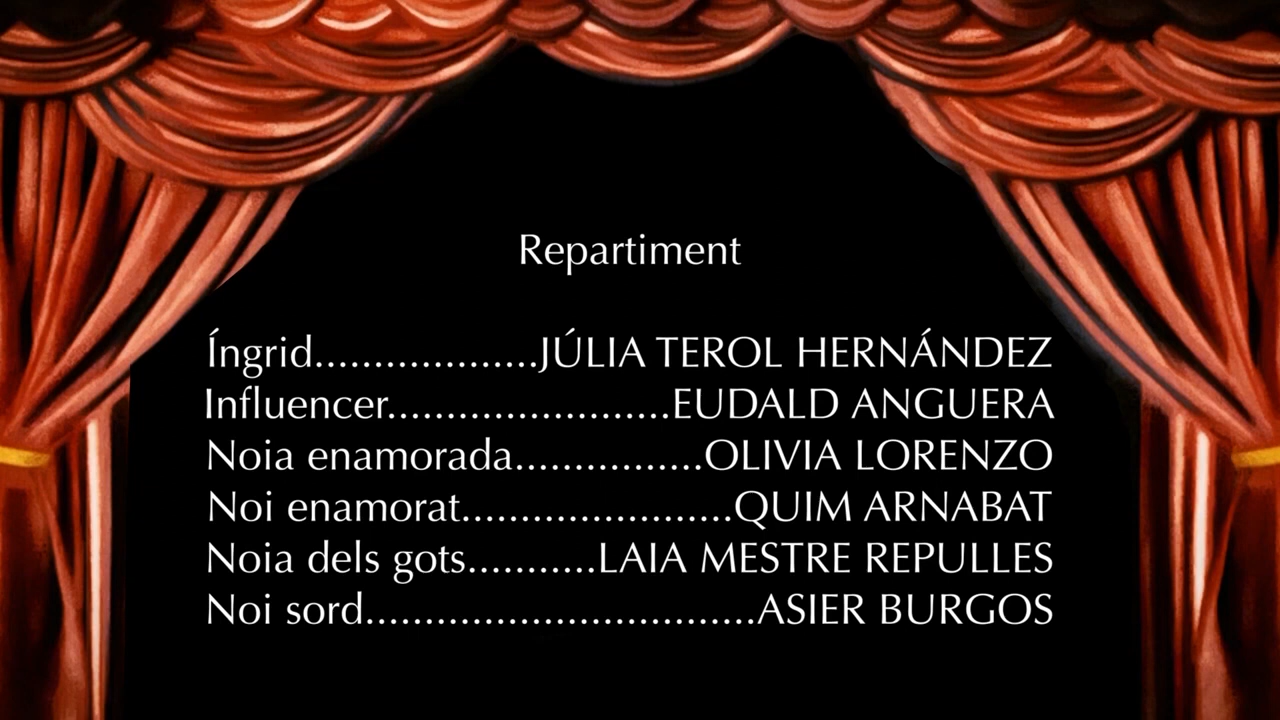 Repartiment
Íngrid...................JÚLIA TEROL HERNÁNDEZ
Influencer........................EUDALD ANGUERA
Noia enamorada................OLIVIA LORENZO
Noi enamorat.......................QUIM ARNABAT
Noia dels gots...........LAIA MESTRE REPULLES
Noi sord.................................ASIER BURGOS